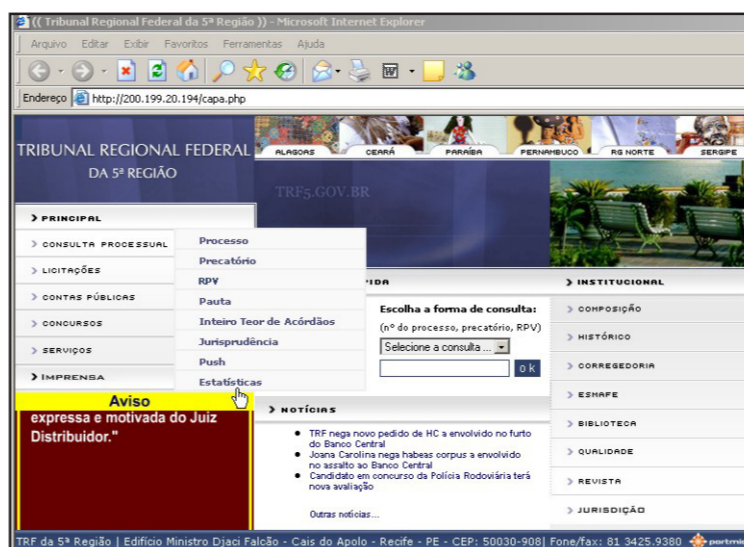 (( Tribunal Regional Federal da 5ª Região )) - Microsoft Internet Explorer
Arquivo Editar Exibir Favoritos Ferramentas Ajuda
Endereço http://200.199.20.194/capa.php
TRIBUNAL REGIONAL FEDERAL
DA 5ª REGIÃO
ALAGOAS CEARÁ PARAÍBA PERNAMBUCO RG NORTE SERGIPE
TRF5.GOV.BR
PRINCIPAL
CONSULTA PROCESSUAL
LICITAÇÕES
CONTAS PÚBLICAS
CONCURSOS
SERVIÇOS
IMPRENSA
Processo
Precatório
RPV
Pauta
Inteiro Teor de Acórdãos
Jurisprudência
Push
Estatísticas
PIDA
Escolha a forma de consulta:
(nº do processo, precatório, RPV)
Selecione a consulta ...
ok
INSTITUCIONAL
COMPOSIÇÃO
HISTÓRICO
CORREGEDORIA
ESMAFE
BIBLIOTECA
QUALIDADE
REVISTA
JURISDIÇÃO
Aviso
expressa e motivada do Juiz
Distribuidor."
NOTÍCIAS
TRF nega novo pedido de HC a envolvido no furto
do Banco Central
Joana Carolina nega habeas corpus a envolvido
no assalto ao Banco Central
Candidato em concurso da Polícia Rodoviária terá
nova avaliação
Outras notícias...
TRF da 5ª Região | Edifício Ministro Djaci Falcão - Cais do Apolo - Recife - PE - CEP: 50030-908| Fone/fax: 81 3425.9380